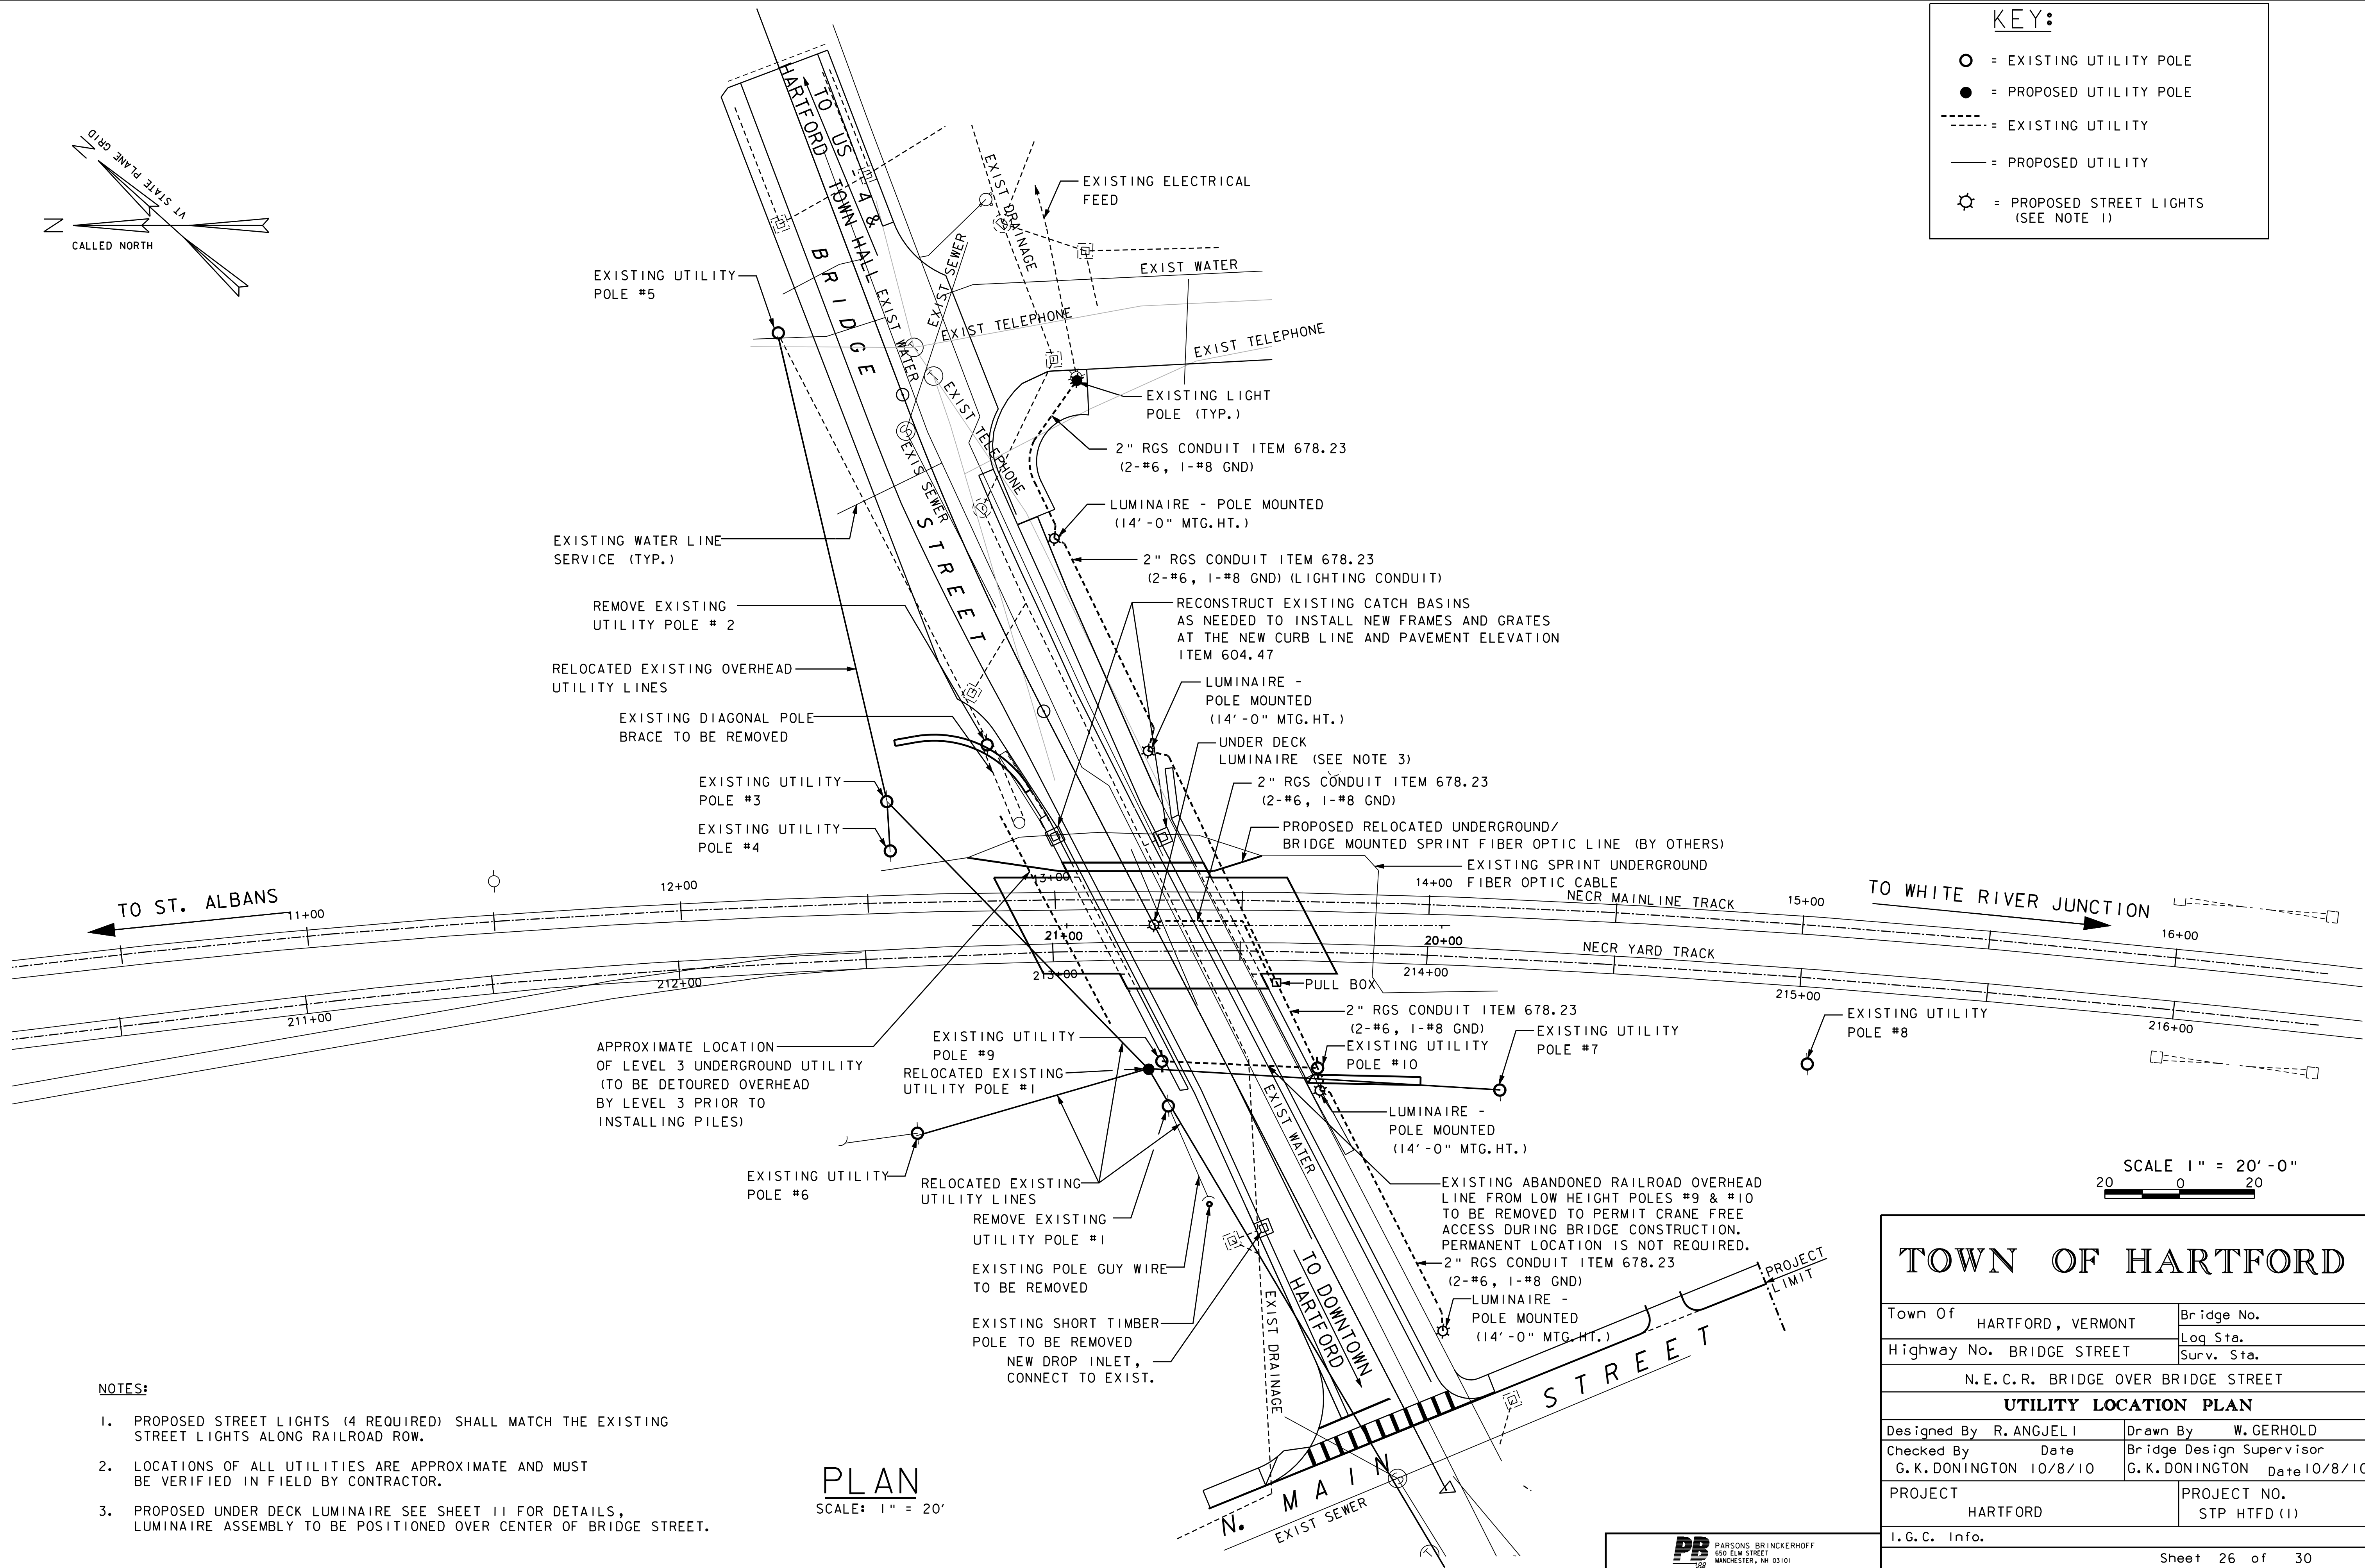 KEY:
= EXISTING UTILITY POLE
= PROPOSED UTILITY POLE
= EXISTING UTILITY
= PROPOSED UTILITY
= PROPOSED STREET LIGHTS
(SEE NOTE 1)
N
VT STATE PLANE GRID
N
CALLED NORTH
TO US - 4 &
HARTFORD TOWN HALL
BRIDGE STREET
EXIST DRAINAGE
EXISTING ELECTRICAL
FEED
EXIST SEWER
EXIST SEWER
EXIST WATER
EXIST WATER
EXIST TELEPHONE
EXIST TELEPHONE
EXIST TELEPHONE
EXIS SEWER
EXISTING UTILITY
POLE #5
EXISTING LIGHT
POLE (TYP.)
2" RGS CONDUIT ITEM 678.23
(2-#6, 1-#8 GND)
LUMINAIRE - POLE MOUNTED
(14'-0" MTG.HT.)
EXISTING WATER LINE
SERVICE (TYP.)
2" RGS CONDUIT ITEM 678.23
(2-#6, 1-#8 GND) (LIGHTING CONDUIT)
REMOVE EXISTING
UTILITY POLE # 2
RECONSTRUCT EXISTING CATCH BASINS
AS NEEDED TO INSTALL NEW FRAMES AND GRATES
AT THE NEW CURB LINE AND PAVEMENT ELEVATION
ITEM 604.47
RELOCATED EXISTING OVERHEAD
UTILITY LINES
LUMINAIRE -
POLE MOUNTED
(14'-0" MTG.HT.)
EXISTING DIAGONAL POLE
BRACE TO BE REMOVED
UNDER DECK
LUMINAIRE (SEE NOTE 3)
2" RGS CONDUIT ITEM 678.23
(2-#6, 1-#8 GND)
EXISTING UTILITY
POLE #3
EXISTING UTILITY
POLE #4
PROPOSED RELOCATED UNDERGROUND/
BRIDGE MOUNTED SPRINT FIBER OPTIC LINE (BY OTHERS)
EXISTING SPRINT UNDERGROUND
FIBER OPTIC CABLE
TO ST. ALBANS
11+00
12+00
13+00
14+00
15+00
16+00
NECR MAINLINE TRACK
TO WHITE RIVER JUNCTION
21+00
20+00
NECR YARD TRACK
211+00
212+00
213+00
214+00
215+00
216+00
PULL BOX
2" RGS CONDUIT ITEM 678.23
(2-#6, 1-#8 GND)
EXISTING UTILITY
POLE #10
EXISTING UTILITY
POLE #7
EXISTING UTILITY
POLE #8
APPROXIMATE LOCATION
OF LEVEL 3 UNDERGROUND UTILITY
(TO BE DETOURED OVERHEAD
BY LEVEL 3 PRIOR TO
INSTALLING PILES)
EXISTING UTILITY
POLE #9
RELOCATED EXISTING
UTILITY POLE #1
LUMINAIRE -
POLE MOUNTED
(14'-0" MTG.HT.)
EXIST WATER
EXISTING UTILITY
POLE #6
RELOCATED EXISTING
UTILITY LINES
REMOVE EXISTING
UTILITY POLE #1
EXISTING POLE GUY WIRE
TO BE REMOVED
EXISTING SHORT TIMBER
POLE TO BE REMOVED
NEW DROP INLET,
CONNECT TO EXIST.
EXISTING ABANDONED RAILROAD OVERHEAD
LINE FROM LOW HEIGHT POLES #9 & #10
TO BE REMOVED TO PERMIT CRANE FREE
ACCESS DURING BRIDGE CONSTRUCTION.
PERMANENT LOCATION IS NOT REQUIRED.
2" RGS CONDUIT ITEM 678.23
(2-#6, 1-#8 GND)
LUMINAIRE -
POLE MOUNTED
(14'-0" MTG.HT.)
PROJECT
LIMIT
TO DOWNTOWN
HARTFORD
EXIST DRAINAGE
N. MAIN STREET
EXIST SEWER
NOTES:
1. PROPOSED STREET LIGHTS (4 REQUIRED) SHALL MATCH THE EXISTING
STREET LIGHTS ALONG RAILROAD ROW.
2. LOCATIONS OF ALL UTILITIES ARE APPROXIMATE AND MUST
BE VERIFIED IN FIELD BY CONTRACTOR.
3. PROPOSED UNDER DECK LUMINAIRE SEE SHEET 11 FOR DETAILS,
LUMINAIRE ASSEMBLY TO BE POSITIONED OVER CENTER OF BRIDGE STREET.
PLAN
SCALE: 1" = 20'
SCALE 1" = 20'-0"
20 0 20
TOWN OF HARTFORD
Town Of HARTFORD, VERMONT
Bridge No.
Log Sta.
Highway No. BRIDGE STREET
Surv. Sta.
N.E.C.R. BRIDGE OVER BRIDGE STREET
UTILITY LOCATION PLAN
Designed By R. ANGJELI
Drawn By W. GERHOLD
Checked By Date
G.K.DONINGTON 10/8/10
Bridge Design Supervisor
G.K.DONINGTON Date 10/8/10
PROJECT
HARTFORD
PROJECT NO.
STP HTFD (1)
I.G.C. Info.
Sheet 26 of 30
PB
PARSONS BRINCKERHOFF
650 ELM STREET
MANCHESTER, NH 03101